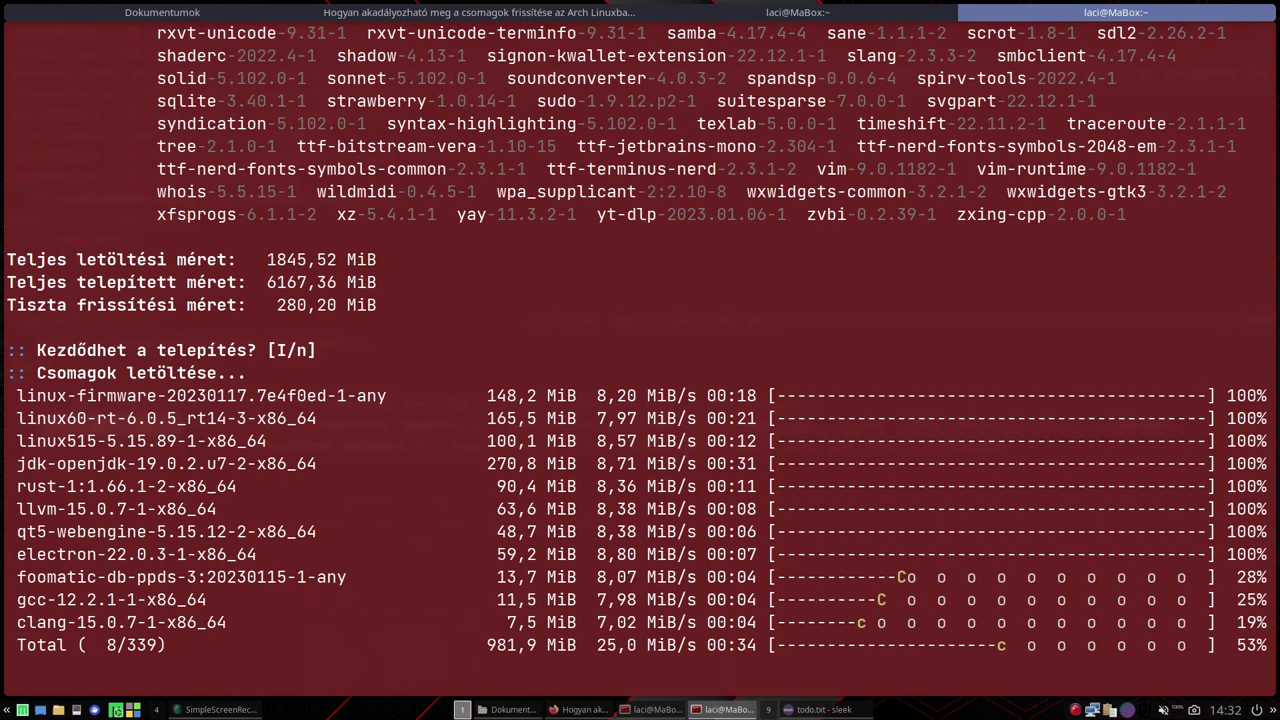 Dokumentumok Hogyan akadályozható meg a csomagok frissítése az Arch Linuxba... laci@MaBox:~ laci@MaBox:~
rxvt-unicode-9.31-1 rxvt-unicode-terminfo-9.31-1 samba-4.17.4-4 sane-1.1.1-2 scrot-1.8-1 sdl2-2.26.2-1
shaderc-2022.4-1 shadow-4.13-1 signon-kwallet-extension-22.12.1-1 slang-2.3.3-2 smbclient-4.17.4-4
solid-5.102.0-1 sonnet-5.102.0-1 soundconverter-4.0.3-2 spandsp-0.0.6-4 spirv-tools-2022.4-1
sqlite-3.40.1-1 strawberry-1.0.14-1 sudo-1.9.12.p2-1 suitesparse-7.0.0-1 svgpart-22.12.1-1
syndication-5.102.0-1 syntax-highlighting-5.102.0-1 texlab-5.0.0-1 timeshift-22.11.2-1 traceroute-2.1.1-1
tree-2.1.0-1 ttf-bitstream-vera-1.10-15 ttf-jetbrains-mono-2.304-1 ttf-nerd-fonts-symbols-2048-em-2.3.1-1
ttf-nerd-fonts-symbols-common-2.3.1-1 ttf-terminus-nerd-2.3.1-2 vim-9.0.1182-1 vim-runtime-9.0.1182-1
whois-5.5.15-1 wildmidi-0.4.5-1 wpa_supplicant-2:2.10-8 wxwidgets-common-3.2.1-2 wxwidgets-gtk3-3.2.1-2
xfsprogs-6.1.1-2 xz-5.4.1-1 yay-11.3.2-1 yt-dlp-2023.01.06-1 zvbi-0.2.39-1 zxing-cpp-2.0.0-1
Teljes letöltési méret: 1845,52 MiB
Teljes telepített méret: 6167,36 MiB
Tiszta frissítési méret: 280,20 MiB
:: Kezdődhet a telepítés? [I/n]
:: Csomagok letöltése...
linux-firmware-20230117.7e4f0ed-1-any 148,2 MiB 8,20 MiB/s 00:18 [-------------------------------------------] 100%
linux60-rt-6.0.5_rt14-3-x86_64 165,5 MiB 7,97 MiB/s 00:21 [-------------------------------------------] 100%
linux515-5.15.89-1-x86_64 100,1 MiB 8,57 MiB/s 00:12 [-------------------------------------------] 100%
jdk-openjdk-19.0.2.u7-2-x86_64 270,8 MiB 8,71 MiB/s 00:31 [-------------------------------------------] 100%
rust-1:1.66.1-2-x86_64 90,4 MiB 8,36 MiB/s 00:11 [-------------------------------------------] 100%
llvm-15.0.7-1-x86_64 63,6 MiB 8,38 MiB/s 00:08 [-------------------------------------------] 100%
qt5-webengine-5.15.12-2-x86_64 48,7 MiB 8,38 MiB/s 00:06 [-------------------------------------------] 100%
electron-22.0.3-1-x86_64 59,2 MiB 8,80 MiB/s 00:07 [-------------------------------------------] 100%
foomatic-db-ppds-3:20230115-1-any 13,7 MiB 8,07 MiB/s 00:04 [------------Co  o  o  o  o  o  o  o  o  o  ] 28%
gcc-12.2.1-1-x86_64 11,5 MiB 7,98 MiB/s 00:04 [----------C  o  o  o  o  o  o  o  o  o  o  ] 25%
clang-15.0.7-1-x86_64 7,5 MiB 7,02 MiB/s 00:04 [--------c o  o  o  o  o  o  o  o  o  o  o  ] 19%
Total ( 8/339) 981,9 MiB 25,0 MiB/s 00:34 [----------------------c  o  o  o  o  o  o  ] 53%
« 4 SimpleScreenRec... 1 Dokument... Hogyan ak... laci@MaBo... laci@MaBo... 9 todo.txt - sleek 100% 14:32 »